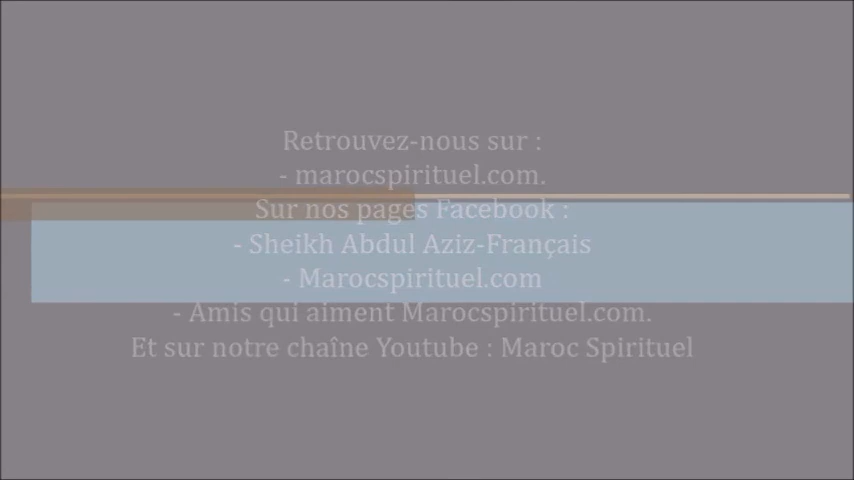 Retrouvez-nous sur :
- marocspirituel.com.
Sur nos pages Facebook :
- Sheikh Abdul Aziz-Français
- Marocspirituel.com
- Amis qui aiment Marocspirituel.com.
Et sur notre chaîne Youtube : Maroc Spirituel